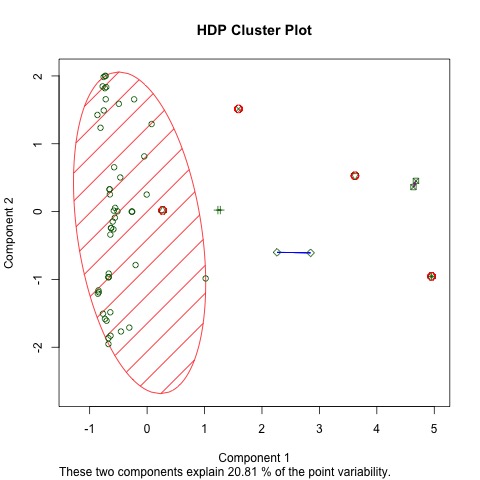 HDP Cluster Plot
Component 2
2
1
0
-1
-2
-1 0 1 2 3 4 5
Component 1
These two components explain 20.81 % of the point variability.